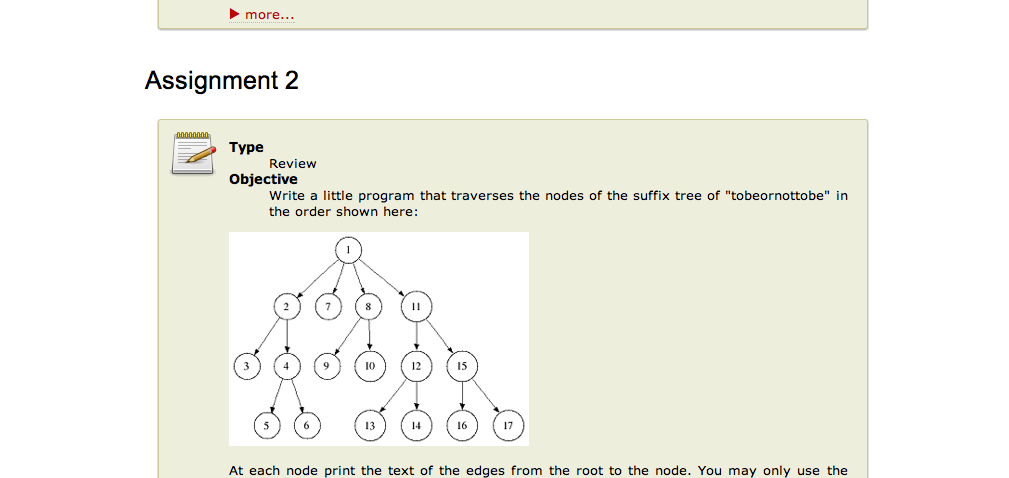 ▶ more...
Assignment 2
Type
Review
Objective
Write a little program that traverses the nodes of the suffix tree of "tobeornottobe" in
the order shown here:
1
2 7 8 11
3 4 9 10 12 15
5 6 13 14 16 17
At each node print the text of the edges from the root to the node. You may only use the